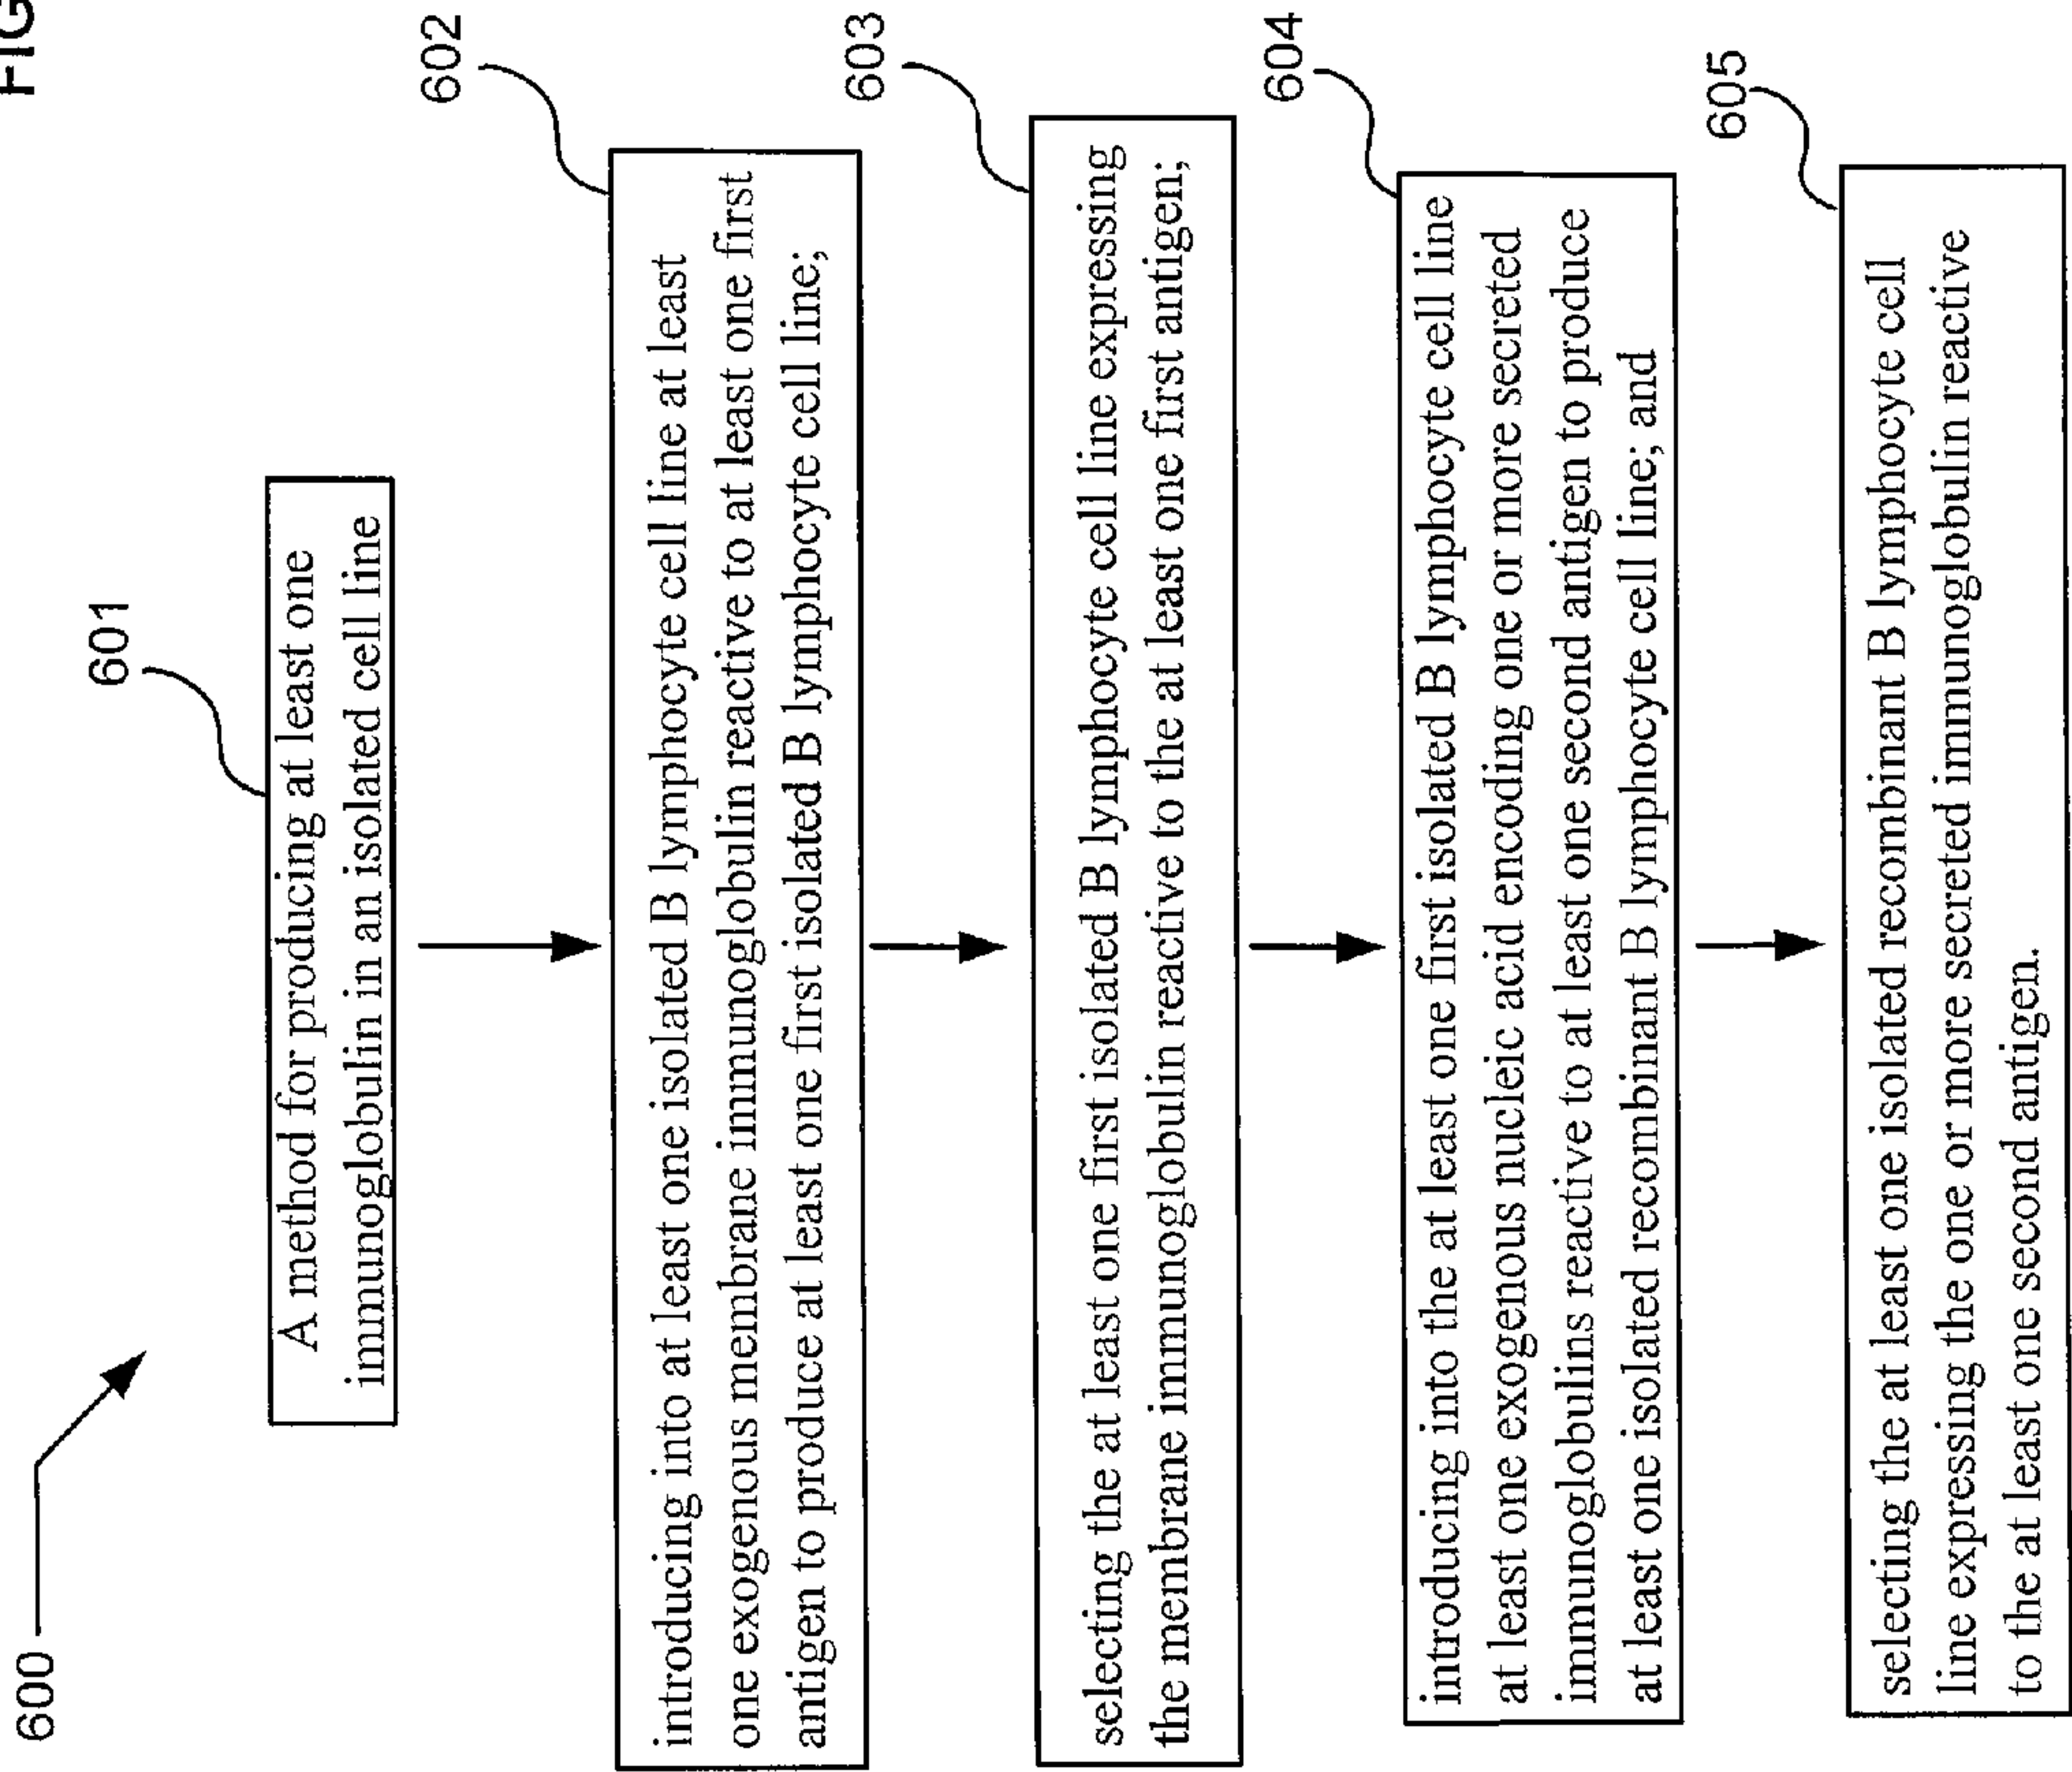 FIG
600
601
A method for producing at least one
immunoglobulin in an isolated cell line
602
introducing into at least one isolated B lymphocyte cell line at least
one exogenous membrane immunoglobulin reactive to at least one first
antigen to produce at least one first isolated B lymphocyte cell line;
603
selecting the at least one first isolated B lymphocyte cell line expressing
the membrane immunoglobulin reactive to the at least one first antigen;
604
introducing into the at least one first isolated B lymphocyte cell line
at least one exogenous nucleic acid encoding one or more secreted
immunoglobulins reactive to at least one second antigen to produce
at least one isolated recombinant B lymphocyte cell line; and
605
selecting the at least one isolated recombinant B lymphocyte cell
line expressing the one or more secreted immunoglobulin reactive
to the at least one second antigen.